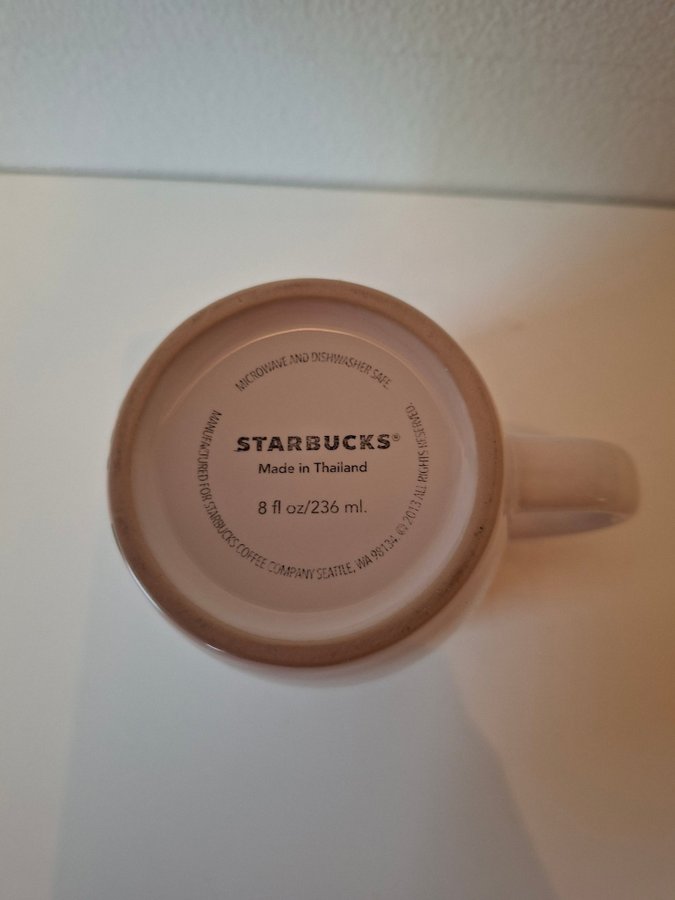 MICROWAVE AND DISHWASHER SAFE.
STARBUCKS®
Made in Thailand
8 fl oz/236 ml.
MANUFACTURED FOR STARBUCKS COFFEE COMPANY SEATTLE, WA 98134. © 2013 ALL RIGHTS RESERVED.